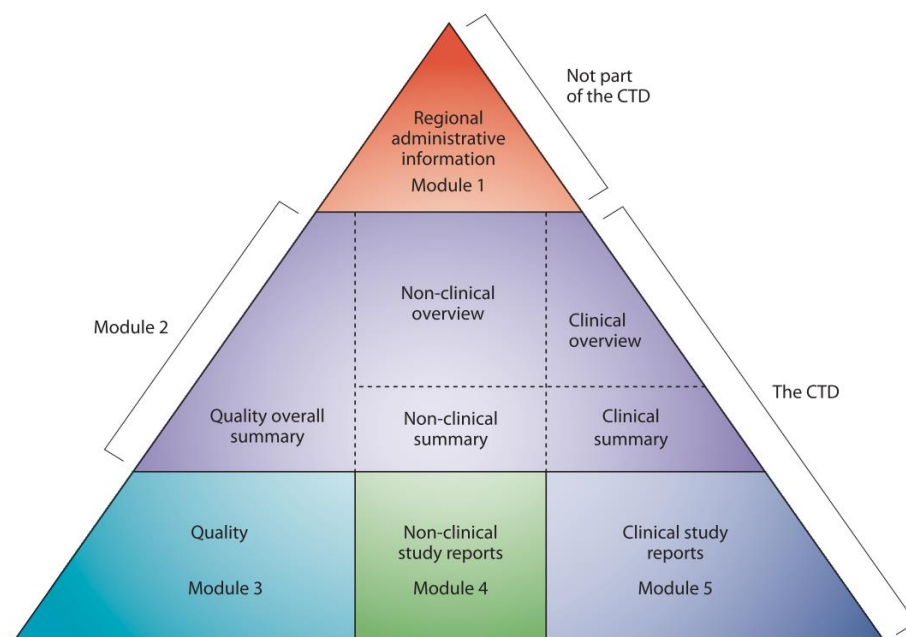 Not part
of the CTD
Regional
administrative
information
Module 1
Module 2
Non-clinical
overview
Clinical
overview
The CTD
Quality overall
summary
Non-clinical
summary
Clinical
summary
Quality
Module 3
Non-clinical
study reports
Module 4
Clinical study
reports
Module 5